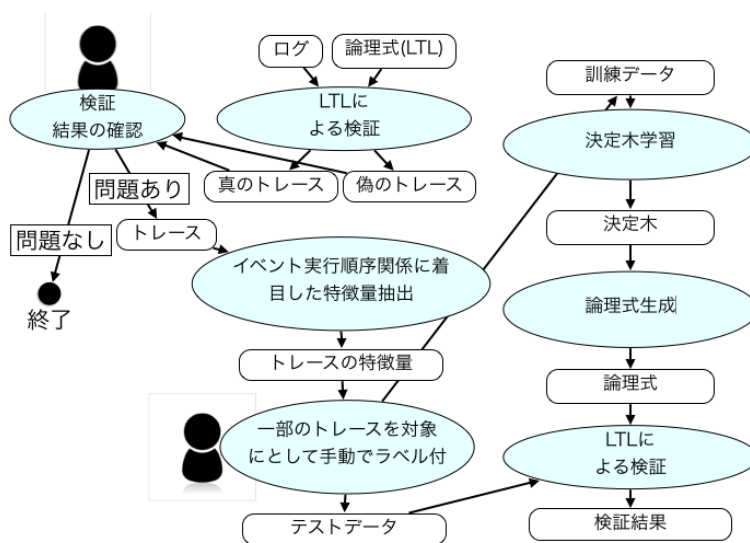 ログ
論理式(LTL)
検証
結果の確認
LTLに
よる検証
真のトレース
偽のトレース
問題あり
問題なし
トレース
終了
イベント実行順序関係に着
目した特徴量抽出
トレースの特徴量
一部のトレースを対象
にとして手動でラベル付
テストデータ
訓練データ
決定木学習
決定木
論理式生成
論理式
LTLに
よる検証
検証結果